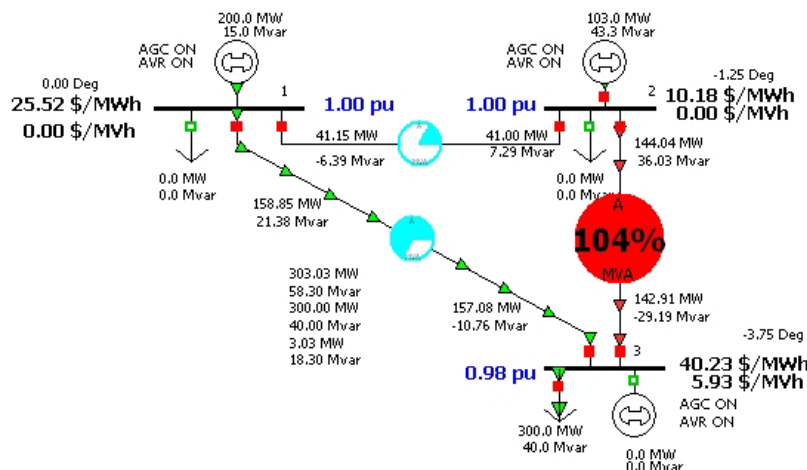 200.0 MW
15.0 Mvar
AGC ON
AVR ON
0.00 Deg
1
25.52 $/MWh
0.00 $/MVh
1.00 pu
0.0 MW
0.0 Mvar
41.15 MW
-6.39 Mvar
A
MVA
41.00 MW
7.29 Mvar
103.0 MW
43.3 Mvar
AGC ON
AVR ON
-1.25 Deg
2
1.00 pu
10.18 $/MWh
0.00 $/MVh
0.0 MW
0.0 Mvar
144.04 MW
36.03 Mvar
A
104%
MVA
158.85 MW
21.38 Mvar
303.03 MW
58.30 Mvar
300.00 MW
40.00 Mvar
3.03 MW
18.30 Mvar
157.08 MW
-10.76 Mvar
142.91 MW
-29.19 Mvar
-3.75 Deg
3
0.98 pu
40.23 $/MWh
5.93 $/MVh
AGC ON
AVR ON
300.0 MW
40.0 Mvar
0.0 MW
0.0 Mvar